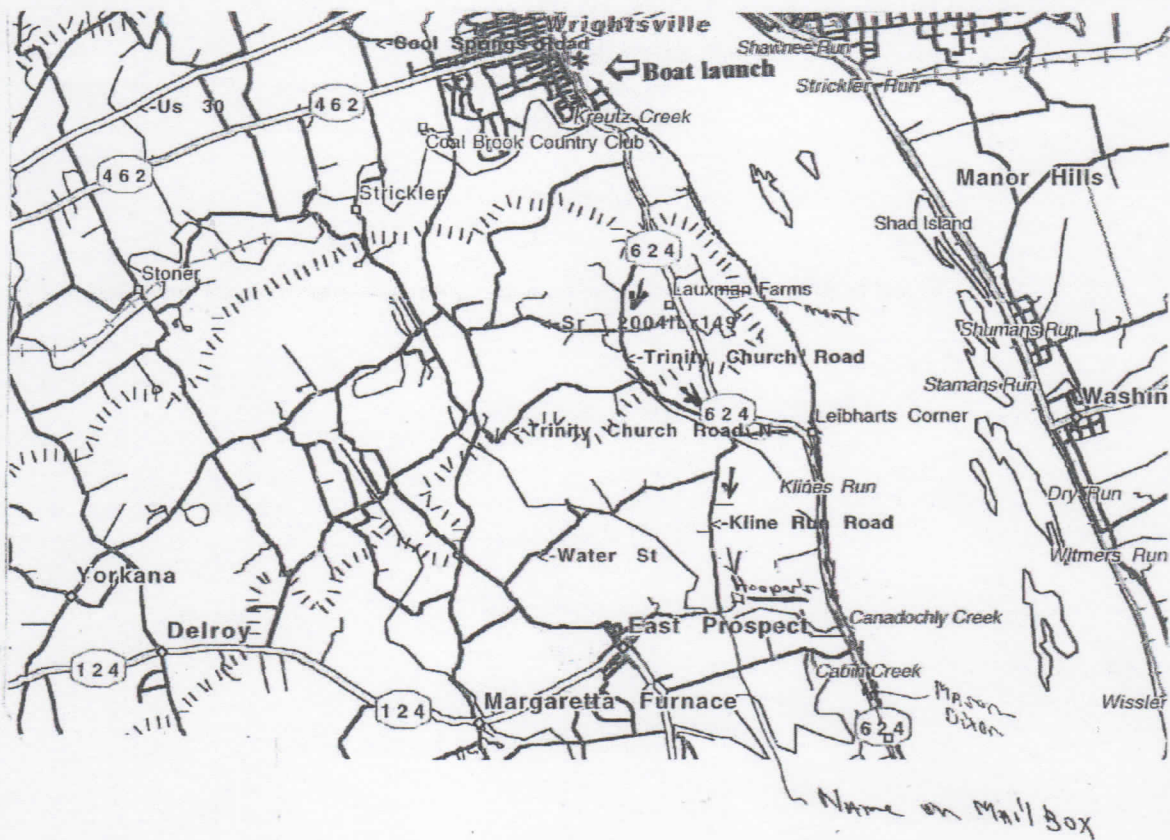 Wrightsville
Shawnee Run
<-Cool Springs Road
Boat launch
Strickler Run
<-Us 30
462
Kreutz Creek
Coal Brook Country Club
462
Manor Hills
Strickler
Shad Island
624
Stoner
Lauxman Farms
<-Sr 2004/Lr149
Shumans Run
<-Trinity Church Road
Stamans Run
Washin
624
Leibharts Corner
<-Trinity Church Road N
Klines Run
Dry Run
<-Kline Run Road
<-Water St
Witmers Run
Yorkana
Hooper's
Canadochly Creek
Delroy
East Prospect
Cabin Creek
124
Mason
Dixon
Margaretta Furnace
Wissler
124
624
Name on Mail Box